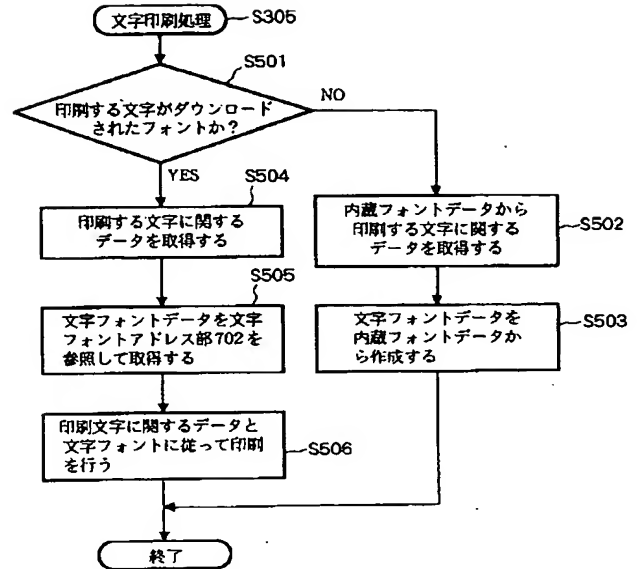 文字印刷処理
S305
S501
印刷する文字がダウンロード
されたフォントか?
NO
YES
S504
印刷する文字に関する
データを取得する
内蔵フォントデータから
印刷する文字に関する
データを取得する
S502
S505
文字フォントデータを文字
フォントアドレス部702を
参照して取得する
文字フォントデータを
内蔵フォントデータか
ら作成する
S503
印刷文字に関するデータと
文字フォントに従って印刷
を行う
S506
終了